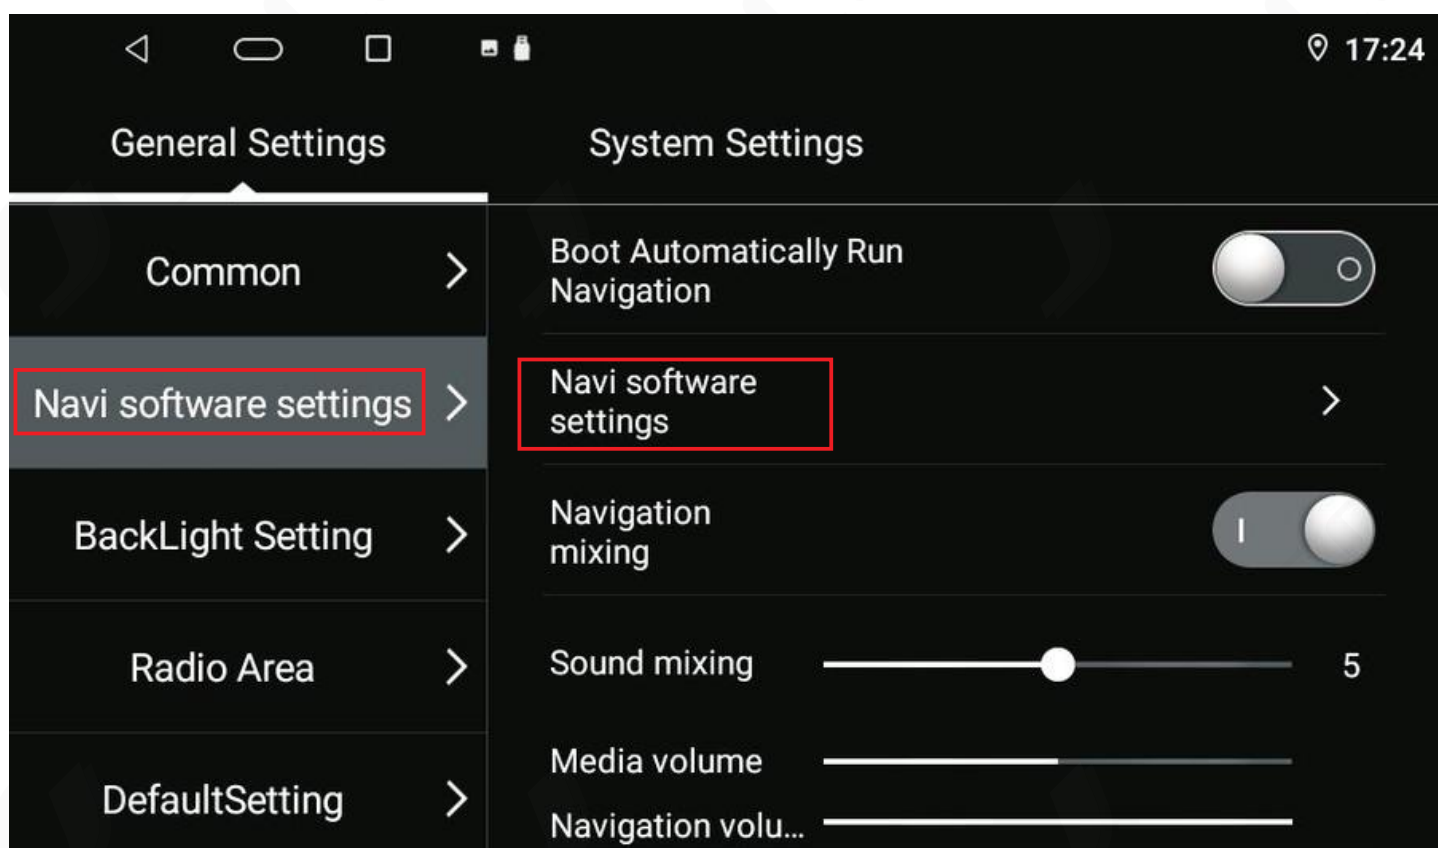 17:24
General Settings
System Settings
Common
Navi software settings
BackLight Setting
Radio Area
DefaultSetting
Boot Automatically Run
Navigation
Navi software
settings
Navigation
mixing
Sound mixing 5
Media volume
Navigation volu...